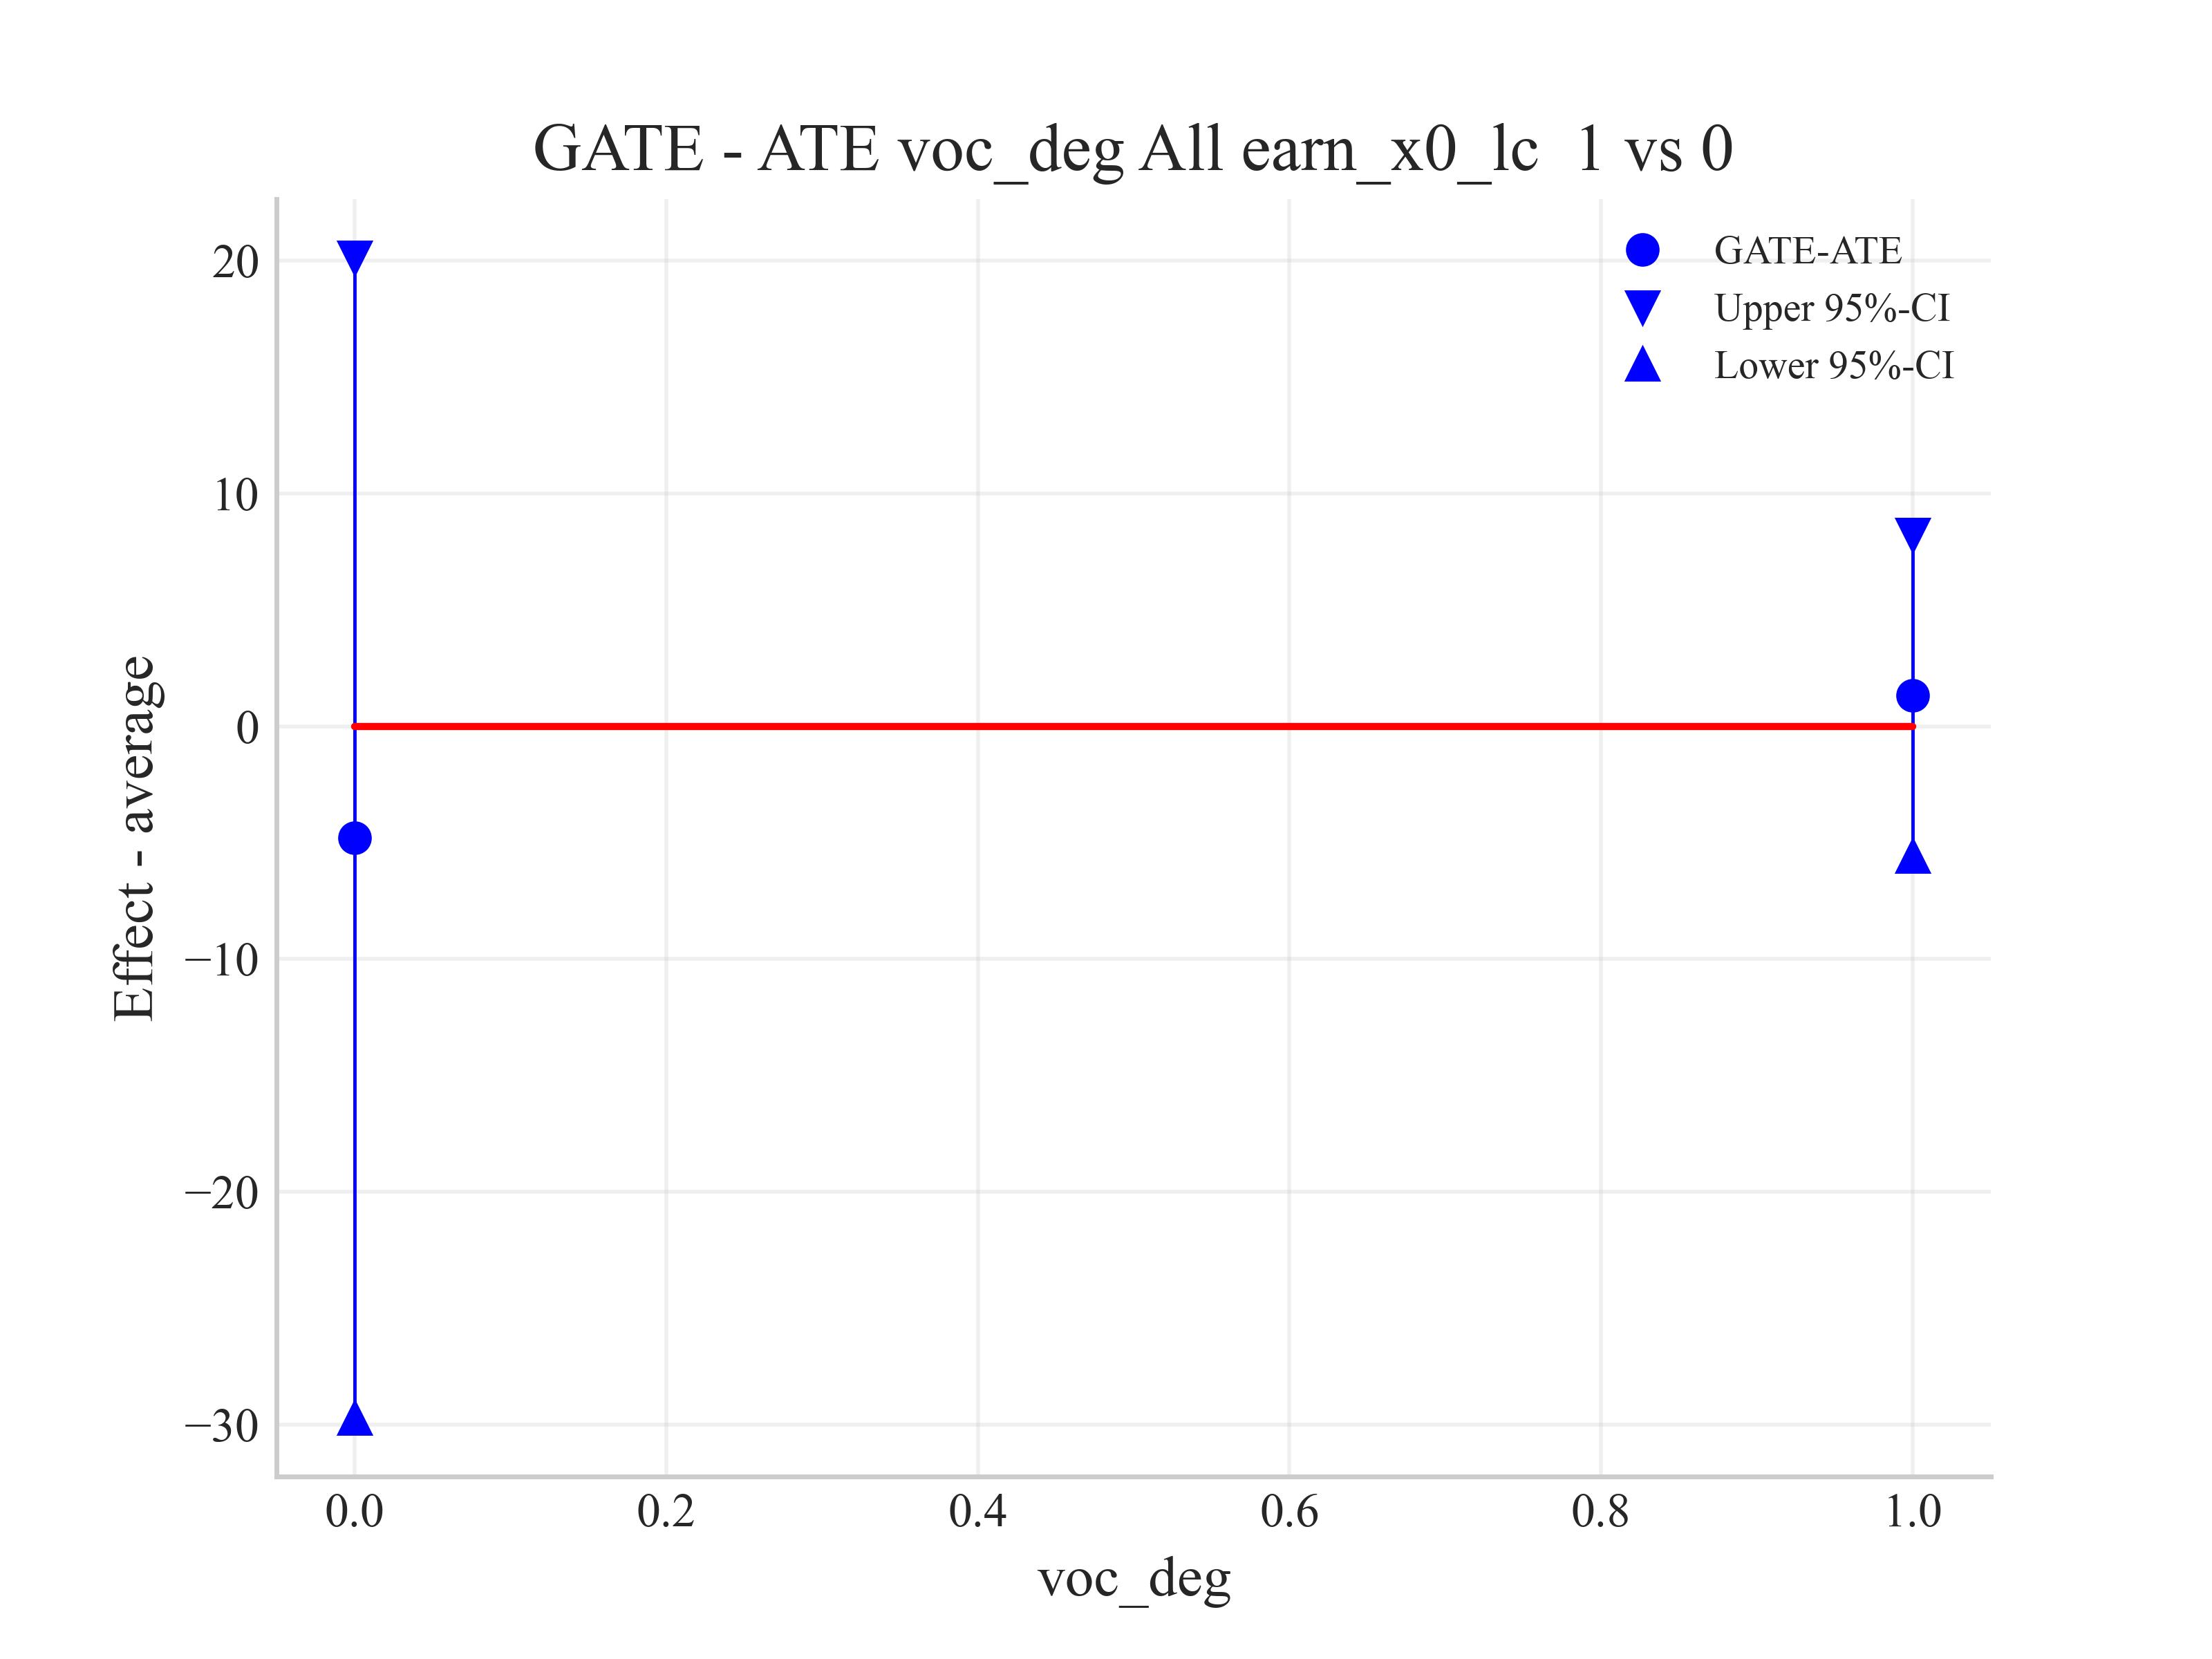 GATE - ATE voc_deg All earn_x0_lc 1 vs 0
GATE-ATE
Upper 95%-CI
Lower 95%-CI
Effect - average
20
10
0
−10
−20
−30
0.0 0.2 0.4 0.6 0.8 1.0
voc_deg